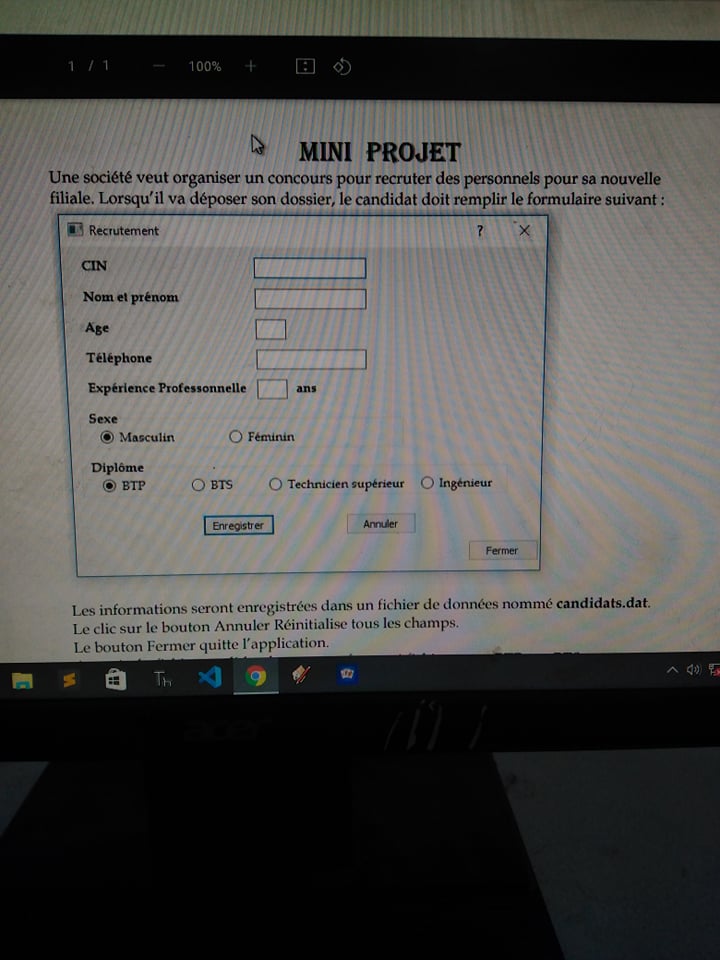 1 / 1 — 100% +
MINI PROJET
Une société veut organiser un concours pour recruter des personnels pour sa nouvelle
filiale. Lorsqu'il va déposer son dossier, le candidat doit remplir le formulaire suivant :
Recrutement ? ×
CIN
Nom et prénom
Age
Téléphone
Expérience Professonnelle ans
Sexe
Masculin Féminin
Diplôme
BTP BTS Technicien supérieur Ingénieur
Enregistrer Annuler
Fermer
Les informations seront enregistrées dans un fichier de données nommé candidats.dat.
Le clic sur le bouton Annuler Réinitialise tous les champs.
Le bouton Fermer quitte l'application.
Th
acer